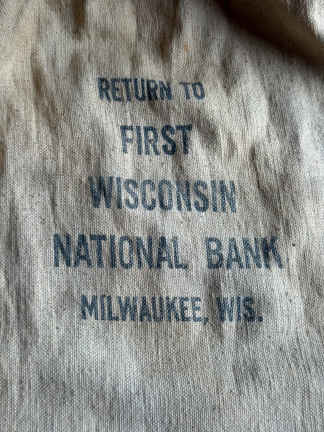 RETURN TO
FIRST
WISCONSIN
NATIONAL BANK
MILWAUKEE, WIS.